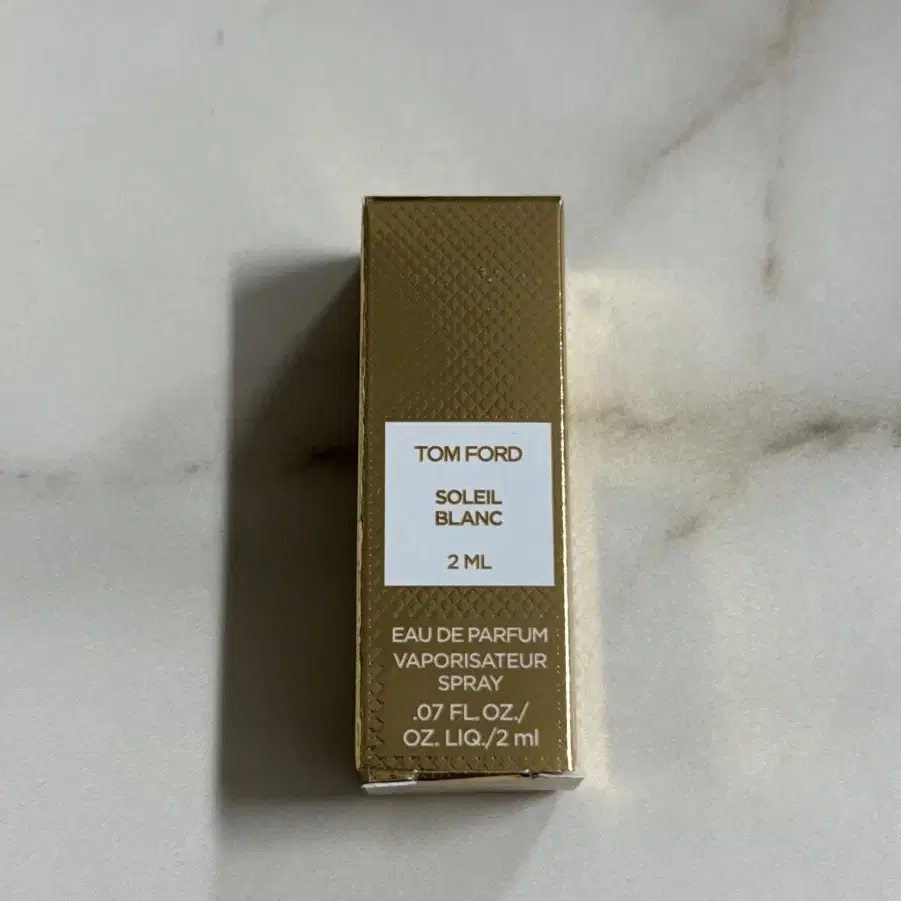 TOM FORD
SOLEIL
BLANC
2 ML
EAU DE PARFUM
VAPORISATEUR
SPRAY
.07 FL. OZ./
OZ. LIQ./2 ml